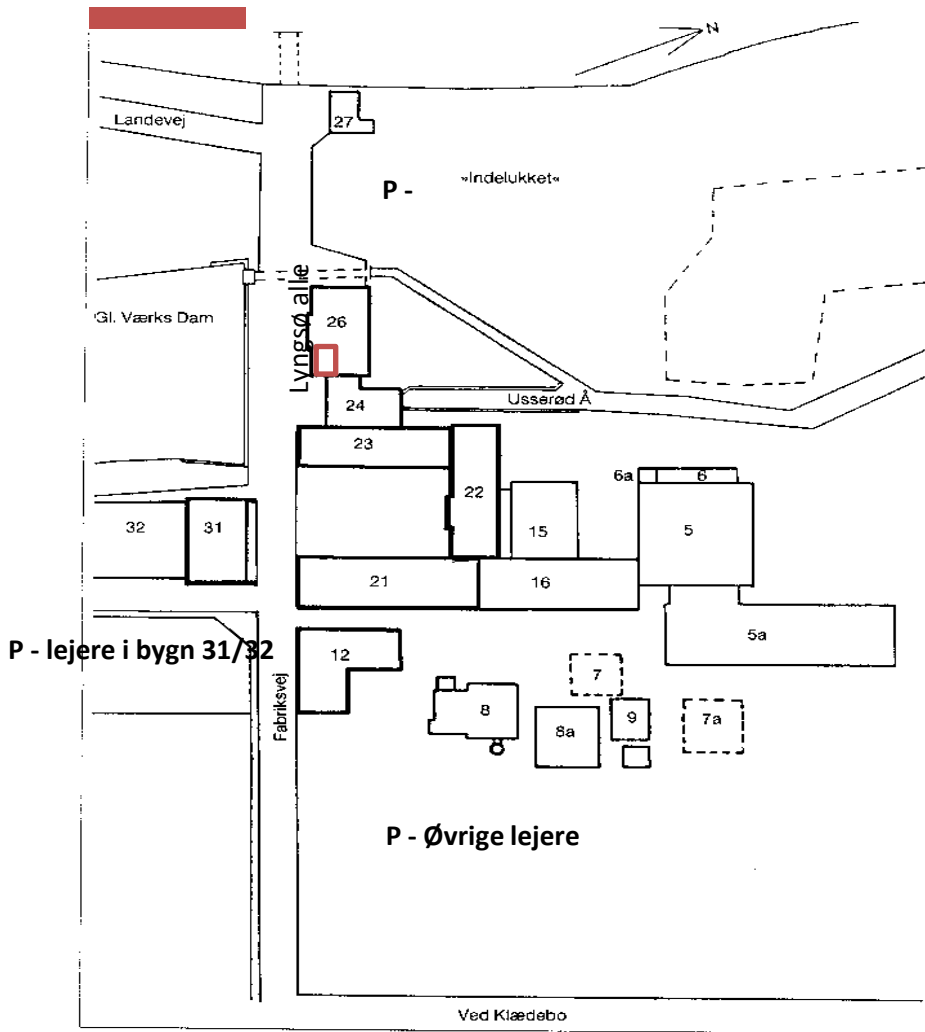 N
Landevej
27
P -
»Indelukket«
Lyngsø alle
Gl. Værks Dam
26
24
Usserød Å
23
22
6a
6
32
31
15
5
21
16
5a
P - lejere i bygn 31/32
12
7
Fabriksvej
8
8a
9
7a
P - Øvrige lejere
Ved Klædebo